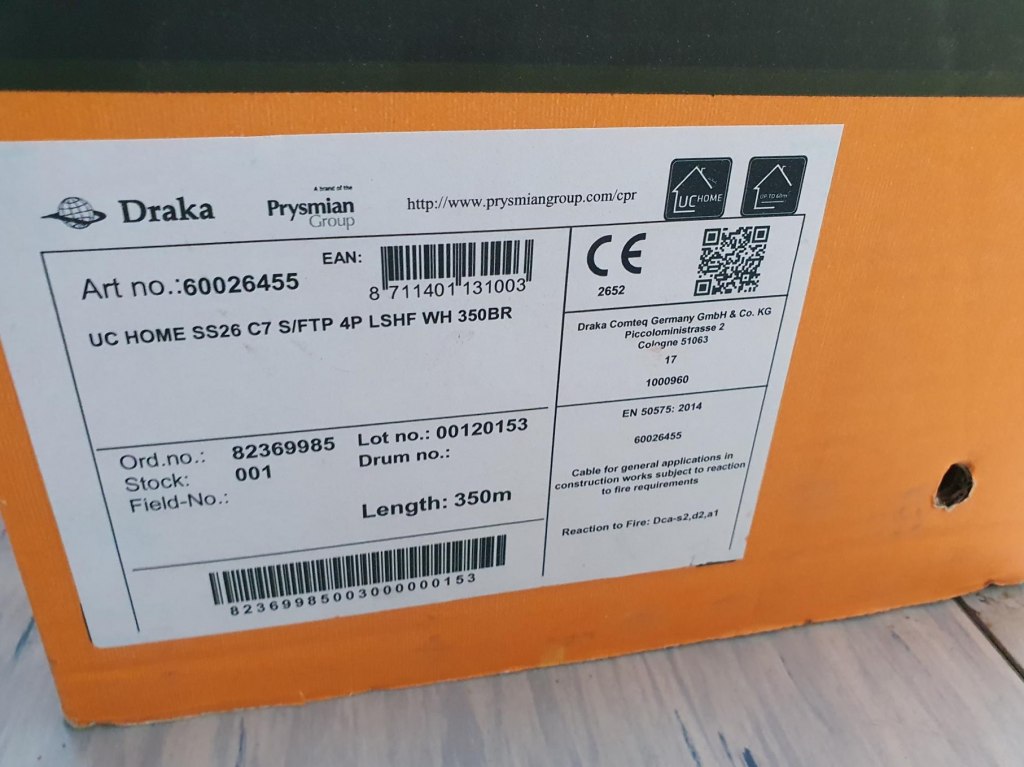 Draka
A brand of the
Prysmian
Group
http://www.prysmiangroup.com/cpr
UC HOME
UP TO 60m
Art no.:60026455
EAN:
8 711401 131003
UC HOME SS26 C7 S/FTP 4P LSHF WH 350BR
CE
2652
Draka Comteq Germany GmbH & Co. KG
Piccoloministrasse 2
Cologne 51063
17
1000960
EN 50575: 2014
60026455
Cable for general applications in
construction works subject to reaction
to fire requirements
Reaction to Fire: Dca-s2,d2,a1
Ord.no.: 82369985
Lot no.: 00120153
Stock: 001
Drum no.:
Field-No.:
Length: 350m
82369985003000000153